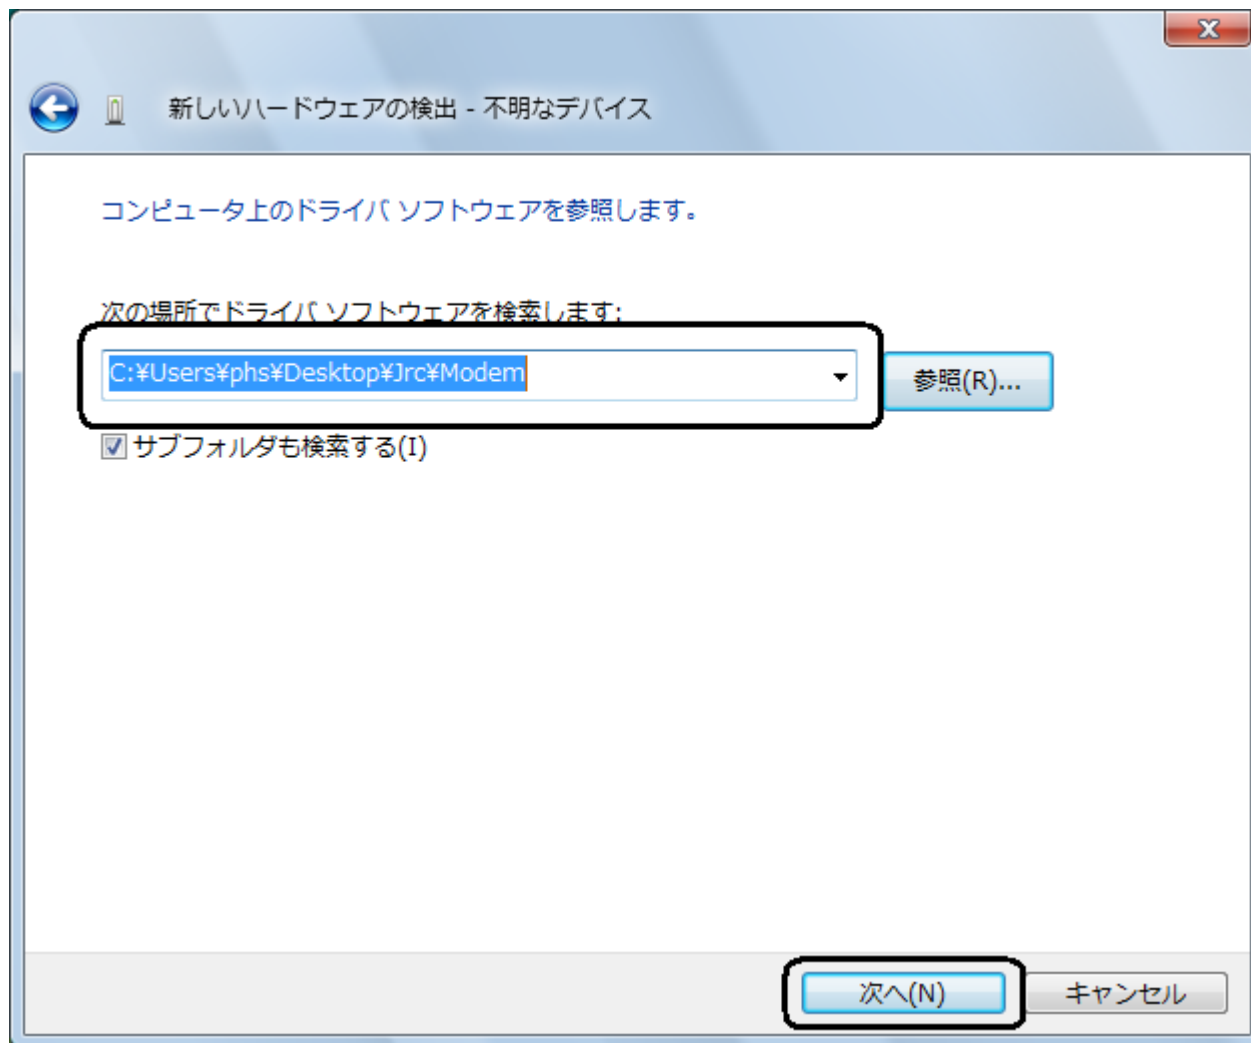 新しいハードウェアの検出 - 不明なデバイス
コンピュータ上のドライバ ソフトウェアを参照します。
次の場所でドライバ ソフトウェアを検索します:
C:¥Users¥phs¥Desktop¥Jrc¥Modem
参照(R)...
サブフォルダも検索する(I)
次へ(N)
キャンセル